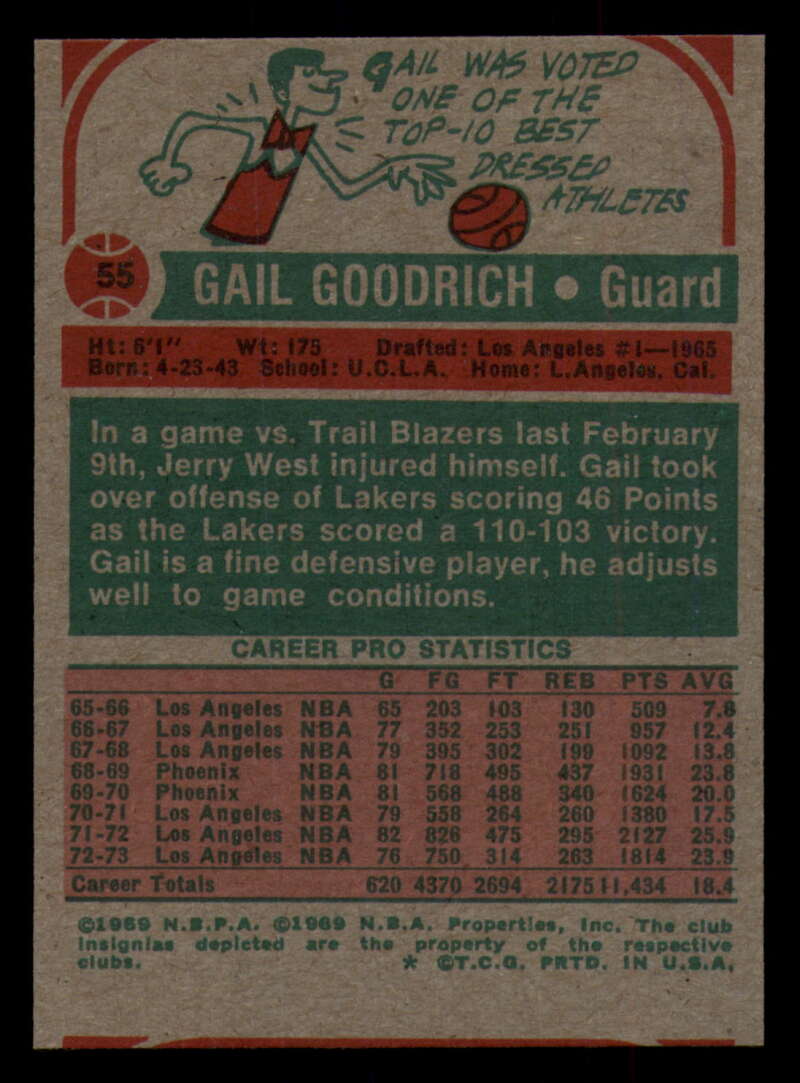 GAIL WAS VOTED
ONE OF THE
TOP-10 BEST
DRESSED
ATHLETES
55
GAIL GOODRICH • Guard
Ht: 6'1" Wt: 175 Drafted: Los Angeles #1—1965
Born: 4-23-43 School: U.C.L.A. Home: L.Angeles, Cal.
In a game vs. Trail Blazers last February
9th, Jerry West injured himself. Gail took
over offense of Lakers scoring 46 Points
as the Lakers scored a 110-103 victory.
Gail is a fine defensive player, he adjusts
well to game conditions.
CAREER PRO STATISTICS
G FG FT REB PTS AVG
65-66 Los Angeles NBA 65 203 103 130 509 7.8
66-67 Los Angeles NBA 77 352 253 251 957 12.4
67-68 Los Angeles NBA 79 395 302 199 1092 13.8
68-69 Phoenix NBA 81 718 495 437 1931 23.8
69-70 Phoenix NBA 81 568 488 340 1624 20.0
70-71 Los Angeles NBA 79 558 264 260 1380 17.5
71-72 Los Angeles NBA 82 826 475 295 2127 25.9
72-73 Los Angeles NBA 76 750 314 263 1814 23.9
Career Totals 620 4370 2694 2175 11,434 18.4
©1969 N.B.P.A. ©1969 N.B.A. Properties, Inc. The club
insignias depicted are the property of the respective
clubs. * ©T.C.G. PRTD. IN U.S.A.